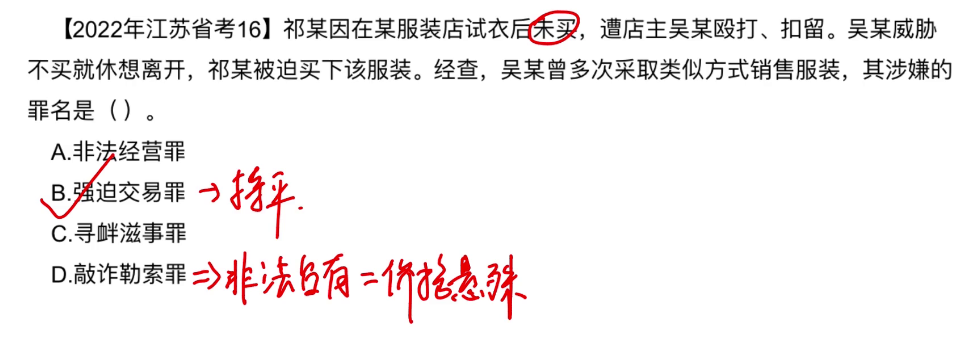 【2022年江苏省考16】祁某因在某服装店试衣后未买，遭店主吴某殴打、扣留。吴某威胁
不买就休想离开，祁某被迫买下该服装。经查，吴某曾多次采取类似方式销售服装，其涉嫌的
罪名是（）。
A.非法经营罪
B.强迫交易罪 → 持平.
C.寻衅滋事罪
D.敲诈勒索罪 ⇒ 非法占有 = 价格悬殊